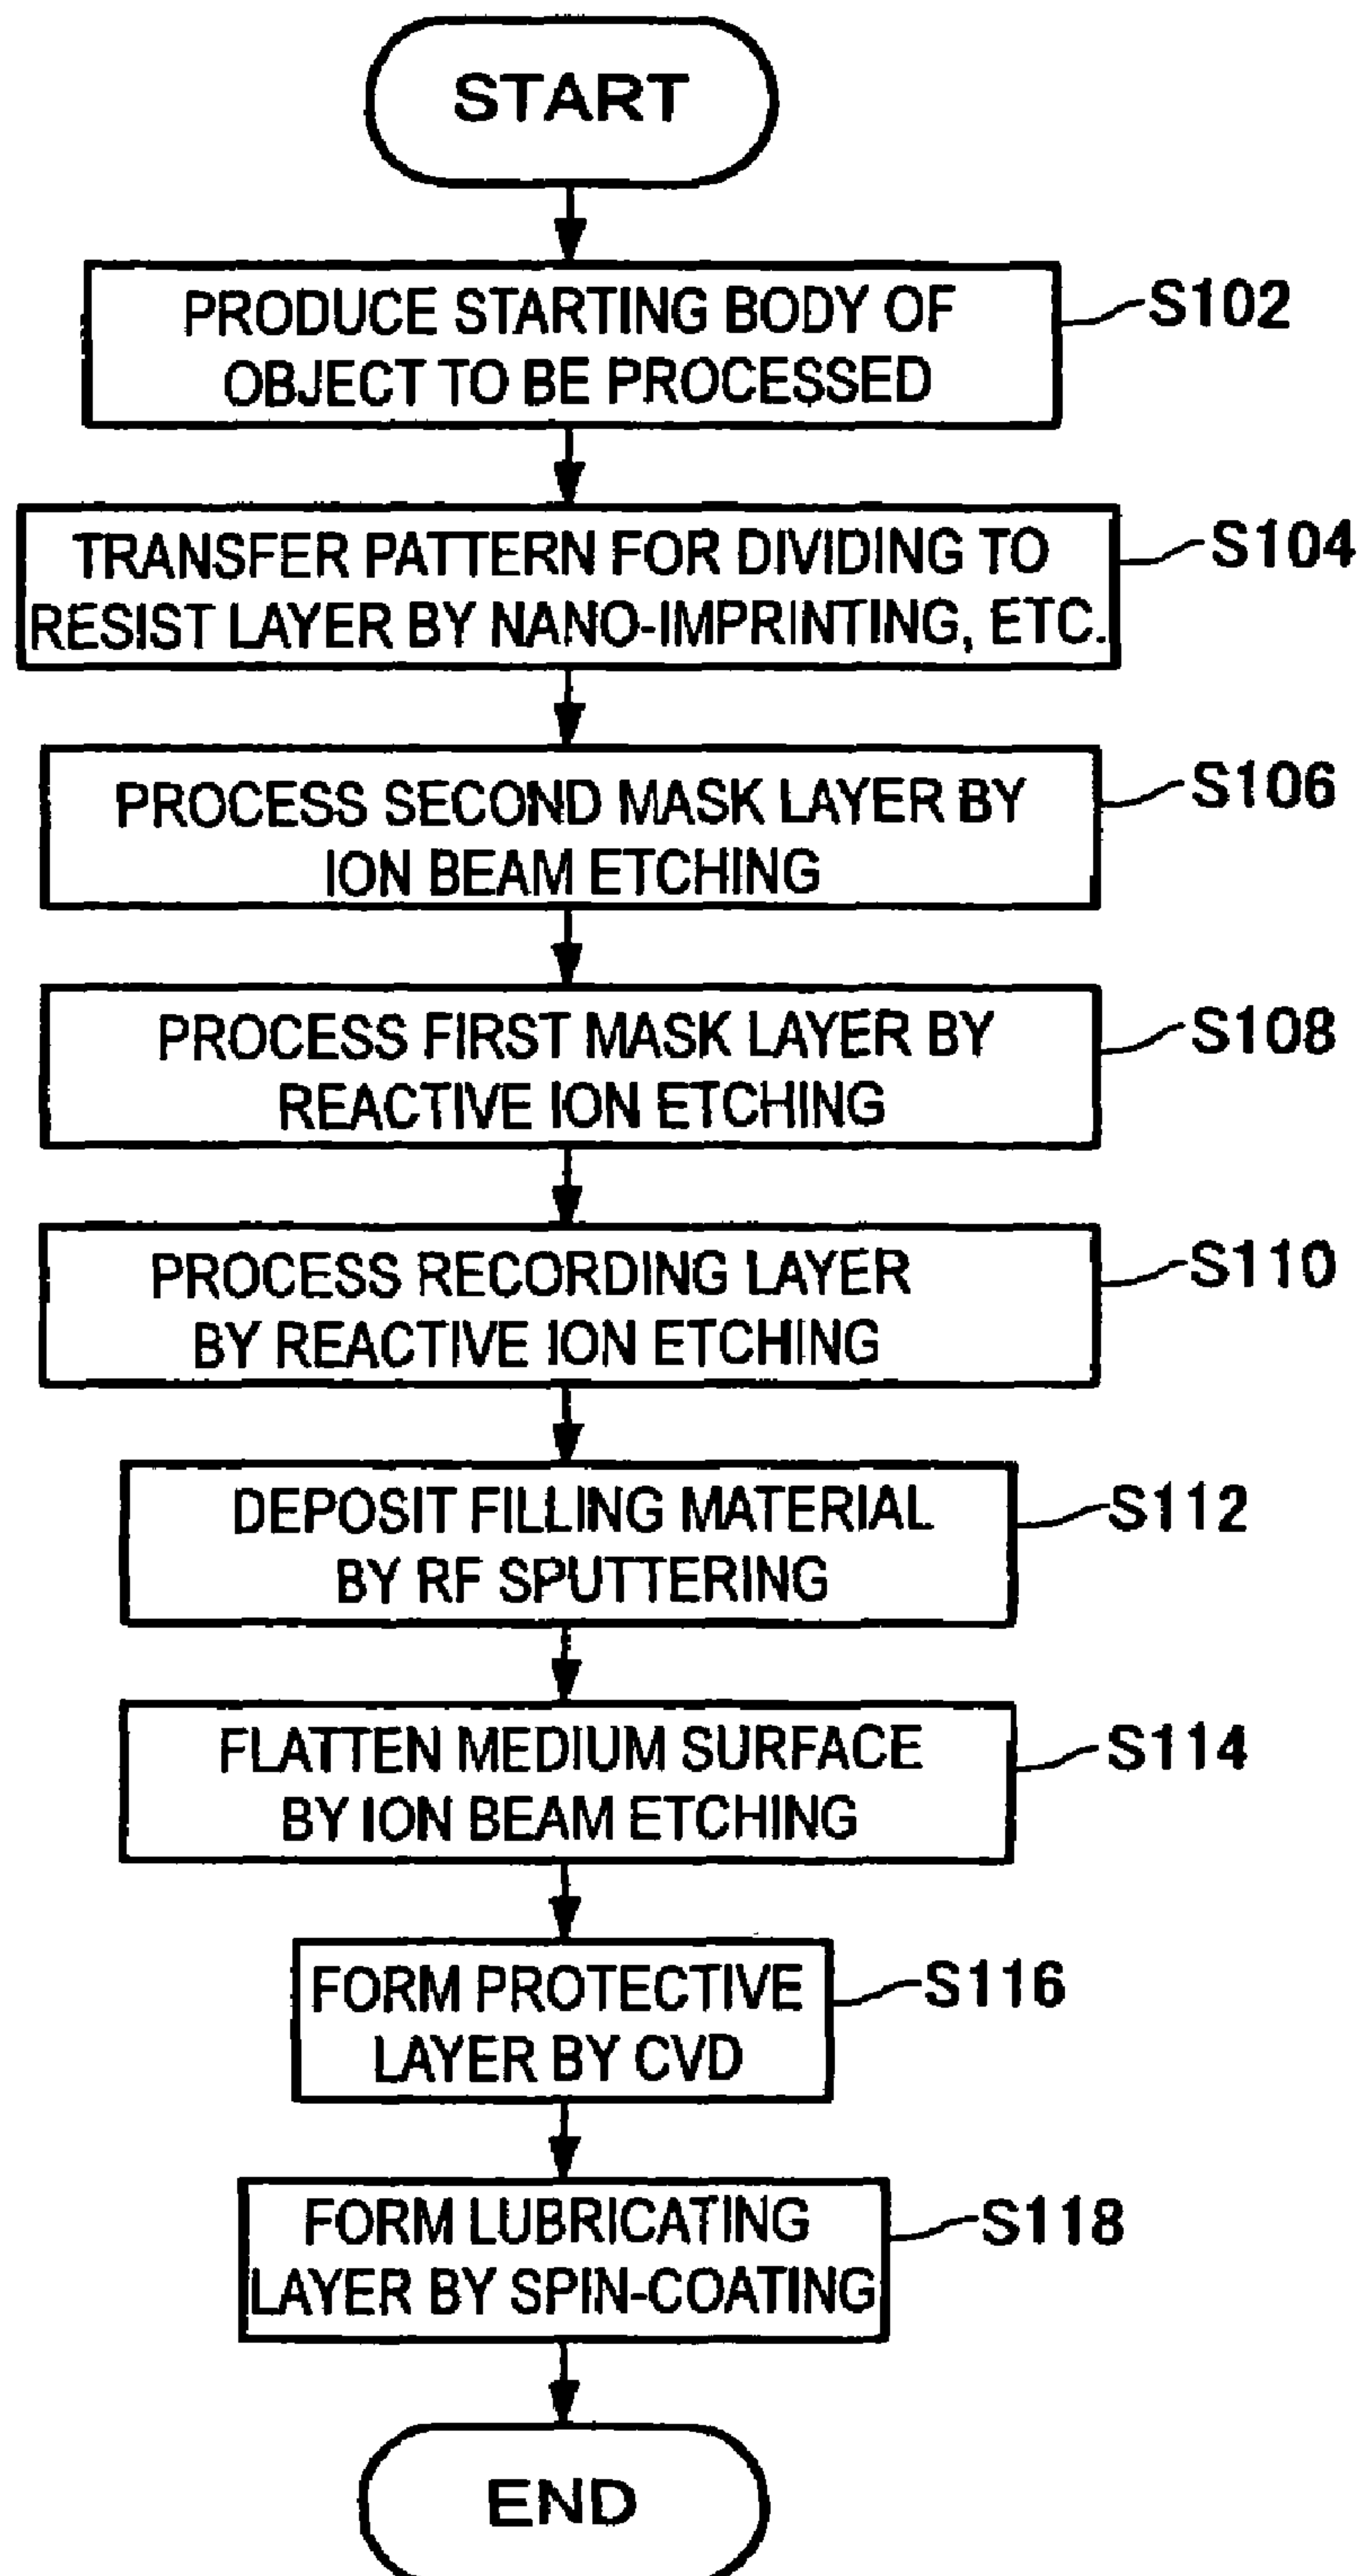 START
PRODUCE STARTING BODY OF
OBJECT TO BE PROCESSED
S102
TRANSFER PATTERN FOR DIVIDING TO
RESIST LAYER BY NANO-IMPRINTING, ETC.
S104
PROCESS SECOND MASK LAYER BY
ION BEAM ETCHING
S106
PROCESS FIRST MASK LAYER BY
REACTIVE ION ETCHING
S108
PROCESS RECORDING LAYER
BY REACTIVE ION ETCHING
S110
DEPOSIT FILLING MATERIAL
BY RF SPUTTERING
S112
FLATTEN MEDIUM SURFACE
BY ION BEAM ETCHING
S114
FORM PROTECTIVE
LAYER BY CVD
S116
FORM LUBRICATING
LAYER BY SPIN-COATING
S118
END